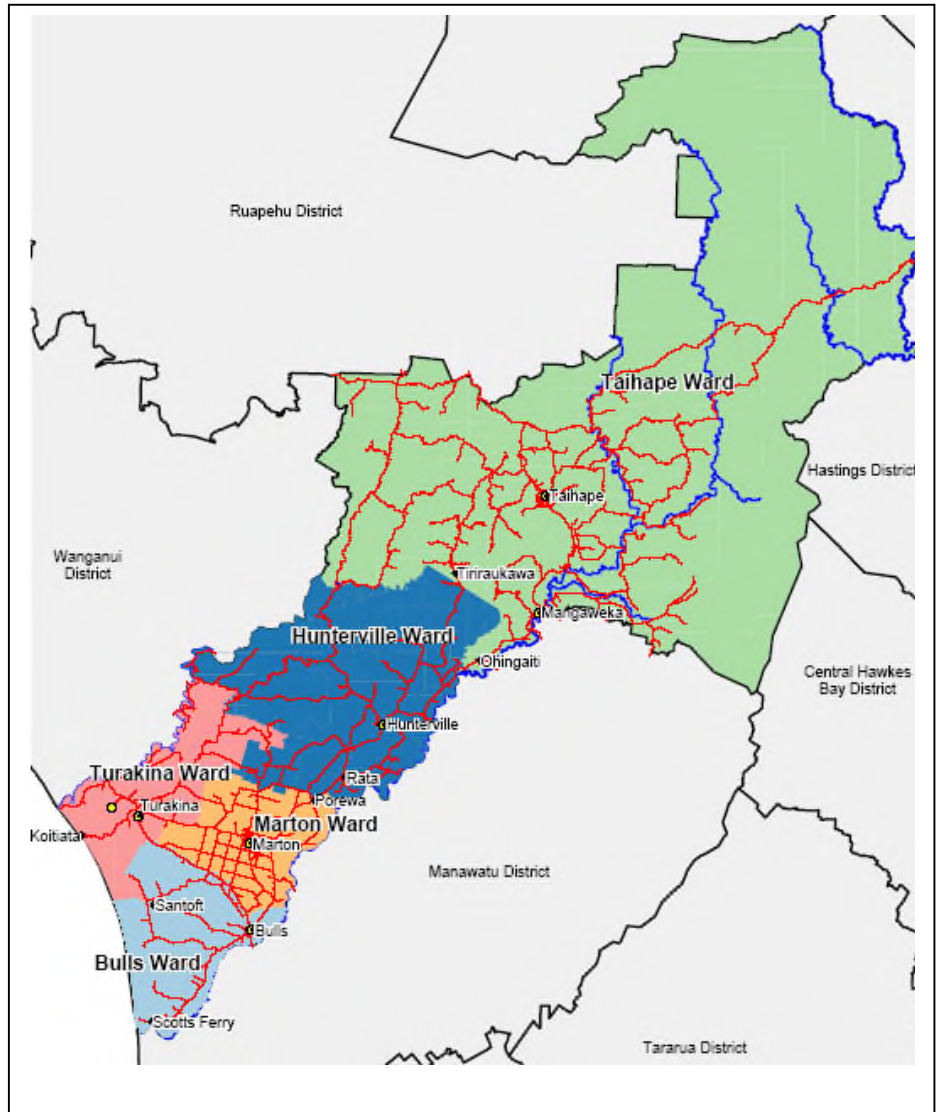 Ruapehu District
Taihape Ward
Hastings District
Taihape
Wanganui
District
Tiriraukawa
Mangaweka
Hunterville Ward
Ohingaiti
Central Hawkes
Bay District
Hunterville
Turakina Ward
Rata
Porewa
Turakina
Marton Ward
Koitiata
Marton
Manawatu District
Santoft
Bulls
Bulls Ward
Scotts Ferry
Tararua District